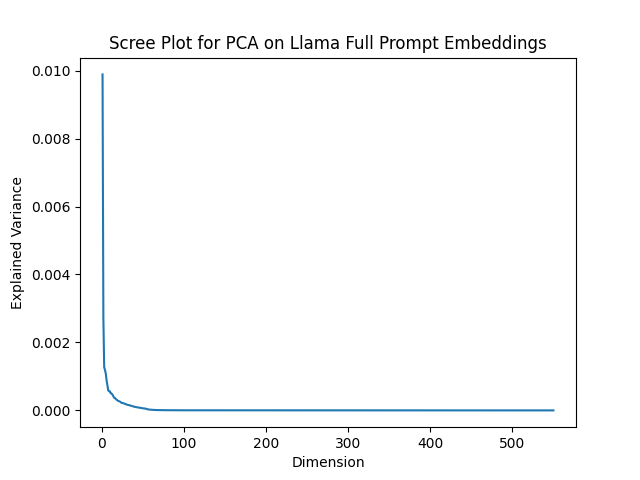 Scree Plot for PCA on Llama Full Prompt Embeddings
0.010
0.008
0.006
0.004
0.002
0.000
Explained Variance
0 100 200 300 400 500
Dimension